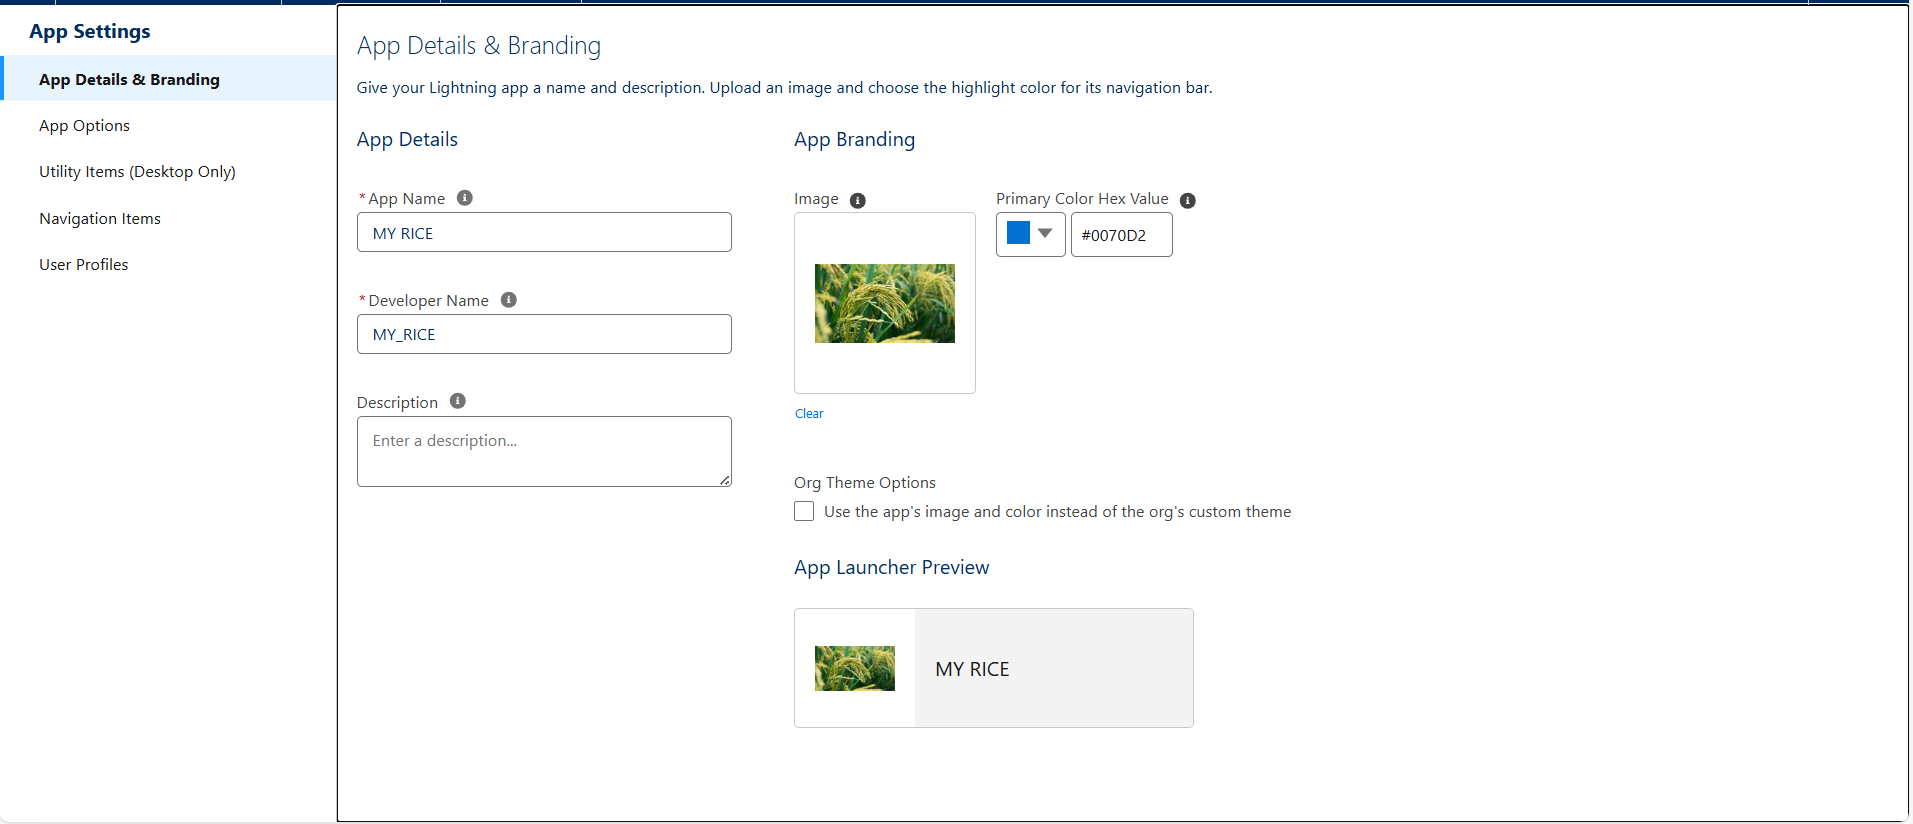 App Settings
App Details & Branding
App Options
Utility Items (Desktop Only)
Navigation Items
User Profiles
App Details & Branding
Give your Lightning app a name and description. Upload an image and choose the highlight color for its navigation bar.
App Details
* App Name
MY RICE
* Developer Name
MY_RICE
Description
Enter a description...
App Branding
Image
Primary Color Hex Value
#0070D2
Clear
Org Theme Options
Use the app's image and color instead of the org's custom theme
App Launcher Preview
MY RICE